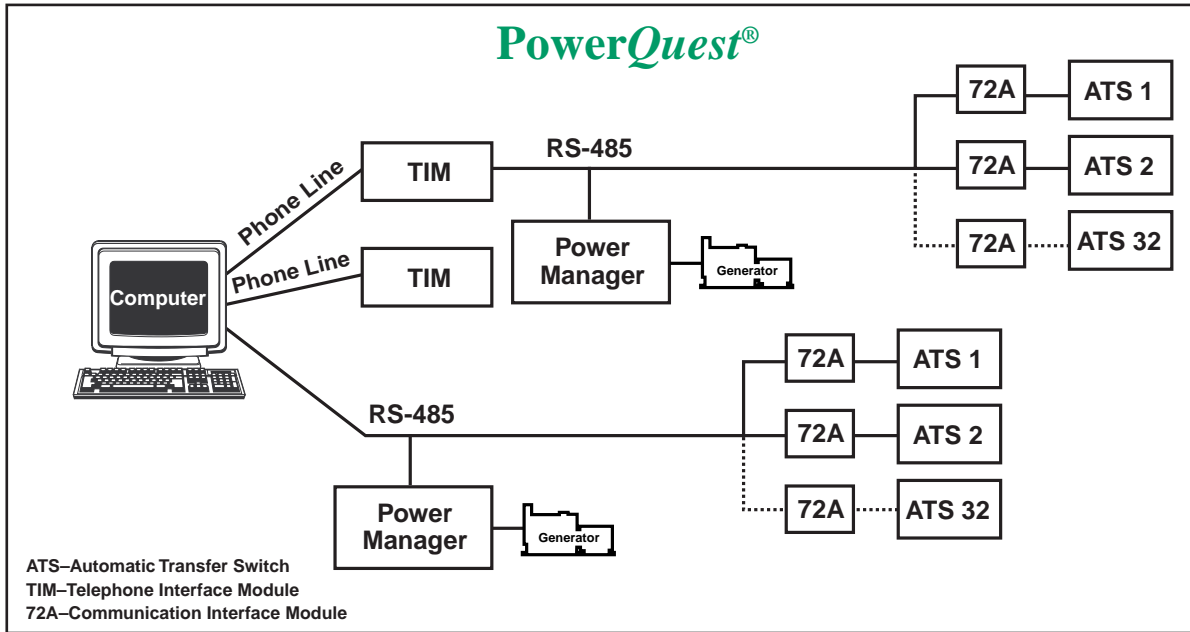 PowerQuest®
Phone Line
TIM
RS-485
72A
ATS 1
72A
ATS 2
72A
ATS 32
Power
Manager
Generator
Phone Line
TIM
Computer
RS-485
72A
ATS 1
72A
ATS 2
72A
ATS 32
Power
Manager
Generator
ATS–Automatic Transfer Switch
TIM–Telephone Interface Module
72A–Communication Interface Module